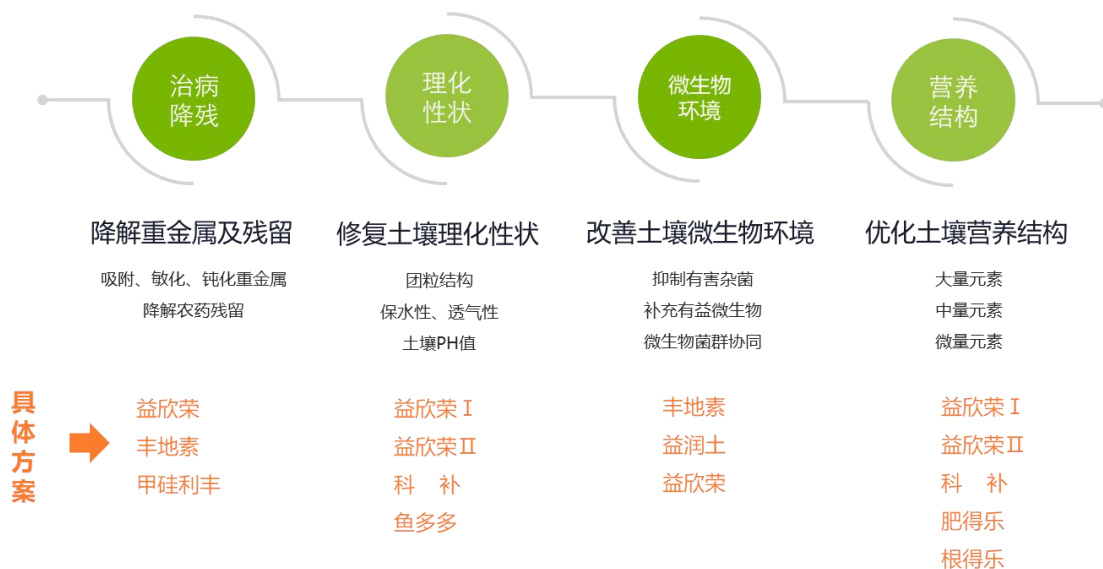 治病
降残
理化
性状
微生物
环境
营养
结构
降解重金属及残留
吸附、敏化、钝化重金属
降解农药残留
修复土壤理化性状
团粒结构
保水性、透气性
土壤PH值
改善土壤微生物环境
抑制有害杂菌
补充有益微生物
微生物菌群协同
优化土壤营养结构
大量元素
中量元素
微量元素
具体方案
益欣荣
丰地素
甲硅利丰
益欣荣Ⅰ
益欣荣Ⅱ
科 补
鱼多多
丰地素
益润土
益欣荣
益欣荣Ⅰ
益欣荣Ⅱ
科 补
肥得乐
根得乐